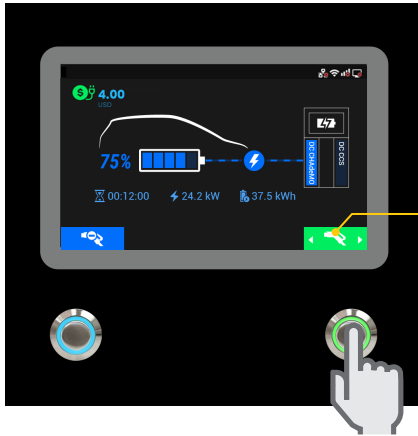 $ 4.00
USD
75%
DC CHAdeMO
DC CCS
00:12:00 24.2 kW 37.5 kWh